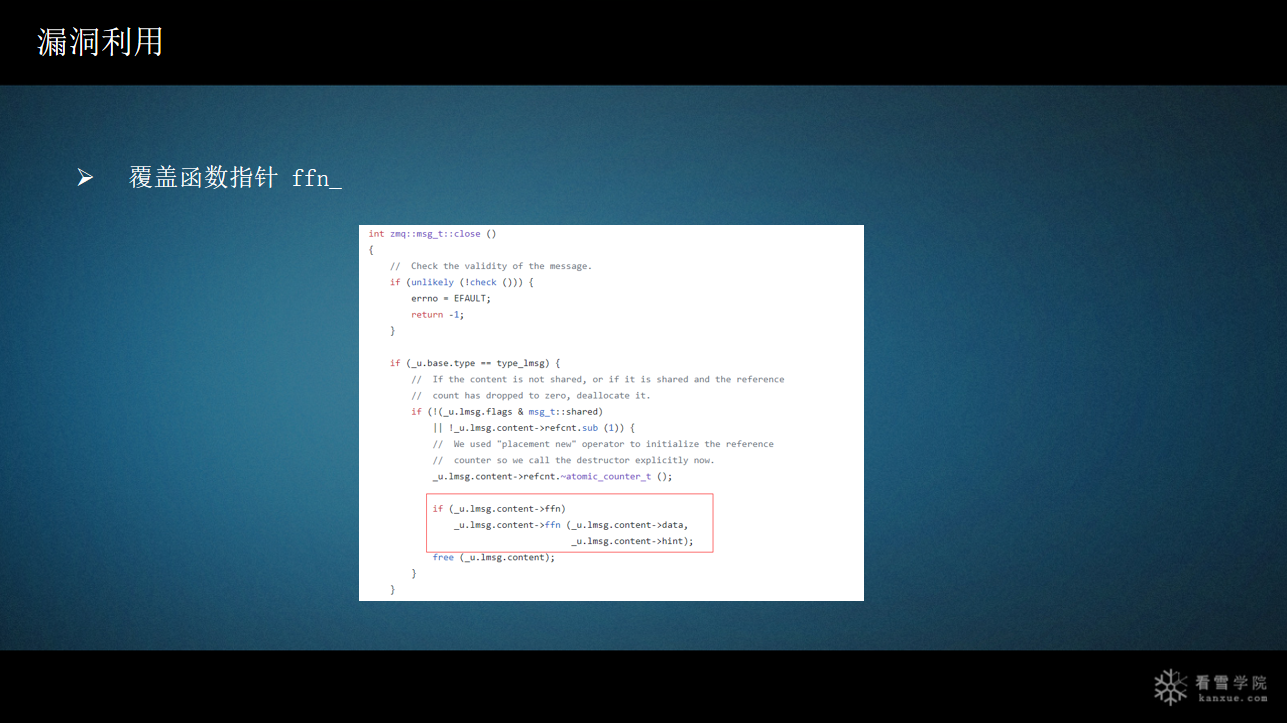 漏洞利用
➢ 覆盖函数指针 ffn_
int zmq::msg_t::close ()
{
    //  Check the validity of the message.
    if (unlikely (!check ())) {
        errno = EFAULT;
        return -1;
    }
    if (_u.base.type == type_lmsg) {
        //  If the content is not shared, or if it is shared and the reference
        //  count has dropped to zero, deallocate it.
        if (!(_u.lmsg.flags & msg_t::shared)
            || !_u.lmsg.content->refcnt.sub (1)) {
            //  We used "placement new" operator to initialize the reference
            //  counter so we call the destructor explicitly now.
            _u.lmsg.content->refcnt.~atomic_counter_t ();
            if (_u.lmsg.content->ffn)
                _u.lmsg.content->ffn (_u.lmsg.content->data,
                                      _u.lmsg.content->hint);
            free (_u.lmsg.content);
        }
    }
看雪学院
kanxue.com